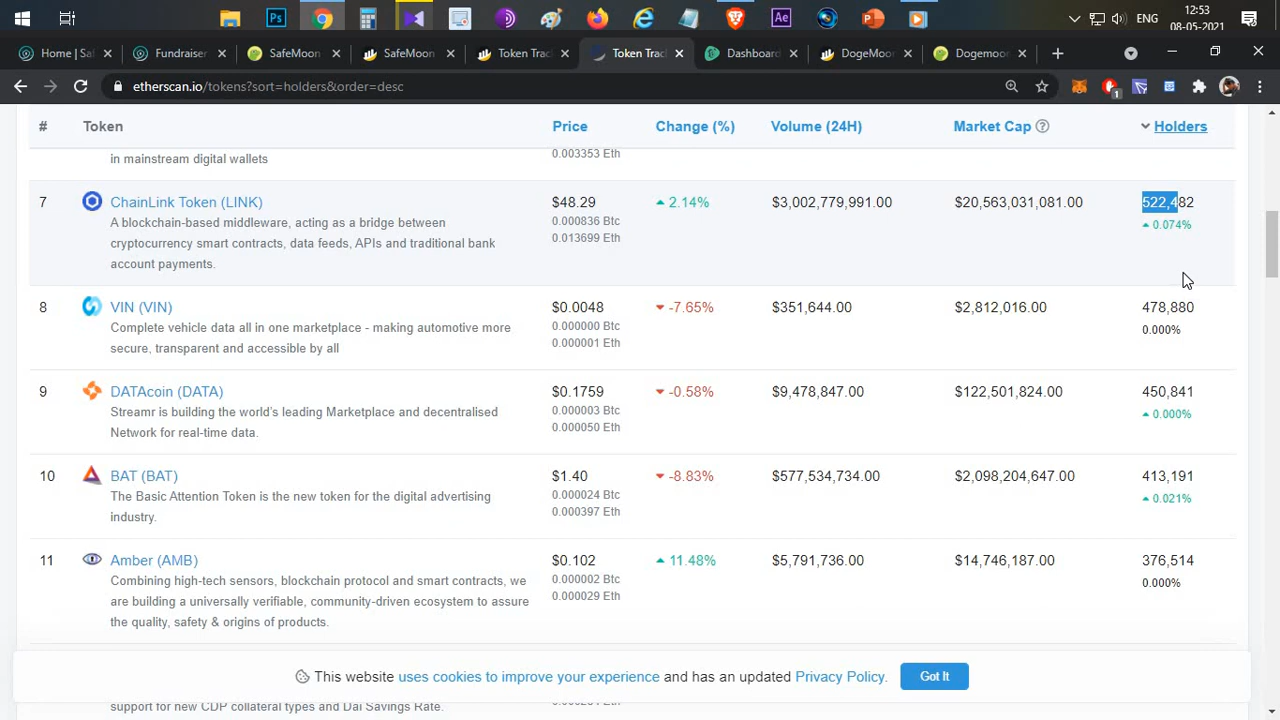 12:53
ENG
08-05-2021
Home | Sa
Fundraiser
SafeMoon
SafeMoon
Token Trac
Token Trac
Dashboard
DogeMoor
Dogemoor
etherscan.io/tokens?sort=holders&order=desc
# Token Price Change (%) Volume (24H) Market Cap Holders
in mainstream digital wallets
0.003353 Eth
7 ChainLink Token (LINK) $48.29 2.14% $3,002,779,991.00 $20,563,031,081.00 522,482
A blockchain-based middleware, acting as a bridge between 0.000836 Btc 0.074%
cryptocurrency smart contracts, data feeds, APIs and traditional bank 0.013699 Eth
account payments.
8 VIN (VIN) $0.0048 -7.65% $351,644.00 $2,812,016.00 478,880
Complete vehicle data all in one marketplace - making automotive more 0.000000 Btc 0.000%
secure, transparent and accessible by all 0.000001 Eth
9 DATAcoin (DATA) $0.1759 -0.58% $9,478,847.00 $122,501,824.00 450,841
Streamr is building the world's leading Marketplace and decentralised 0.000003 Btc 0.000%
Network for real-time data. 0.000050 Eth
10 BAT (BAT) $1.40 -8.83% $577,534,734.00 $2,098,204,647.00 413,191
The Basic Attention Token is the new token for the digital advertising 0.000024 Btc 0.021%
industry. 0.000397 Eth
11 Amber (AMB) $0.102 11.48% $5,791,736.00 $14,746,187.00 376,514
Combining high-tech sensors, blockchain protocol and smart contracts, we 0.000002 Btc 0.000%
are building a universally verifiable, community-driven ecosystem to assure 0.000029 Eth
the quality, safety & origins of products.
This website uses cookies to improve your experience and has an updated Privacy Policy. Got It
support for new CDP collateral types and Dai Savings Rate.